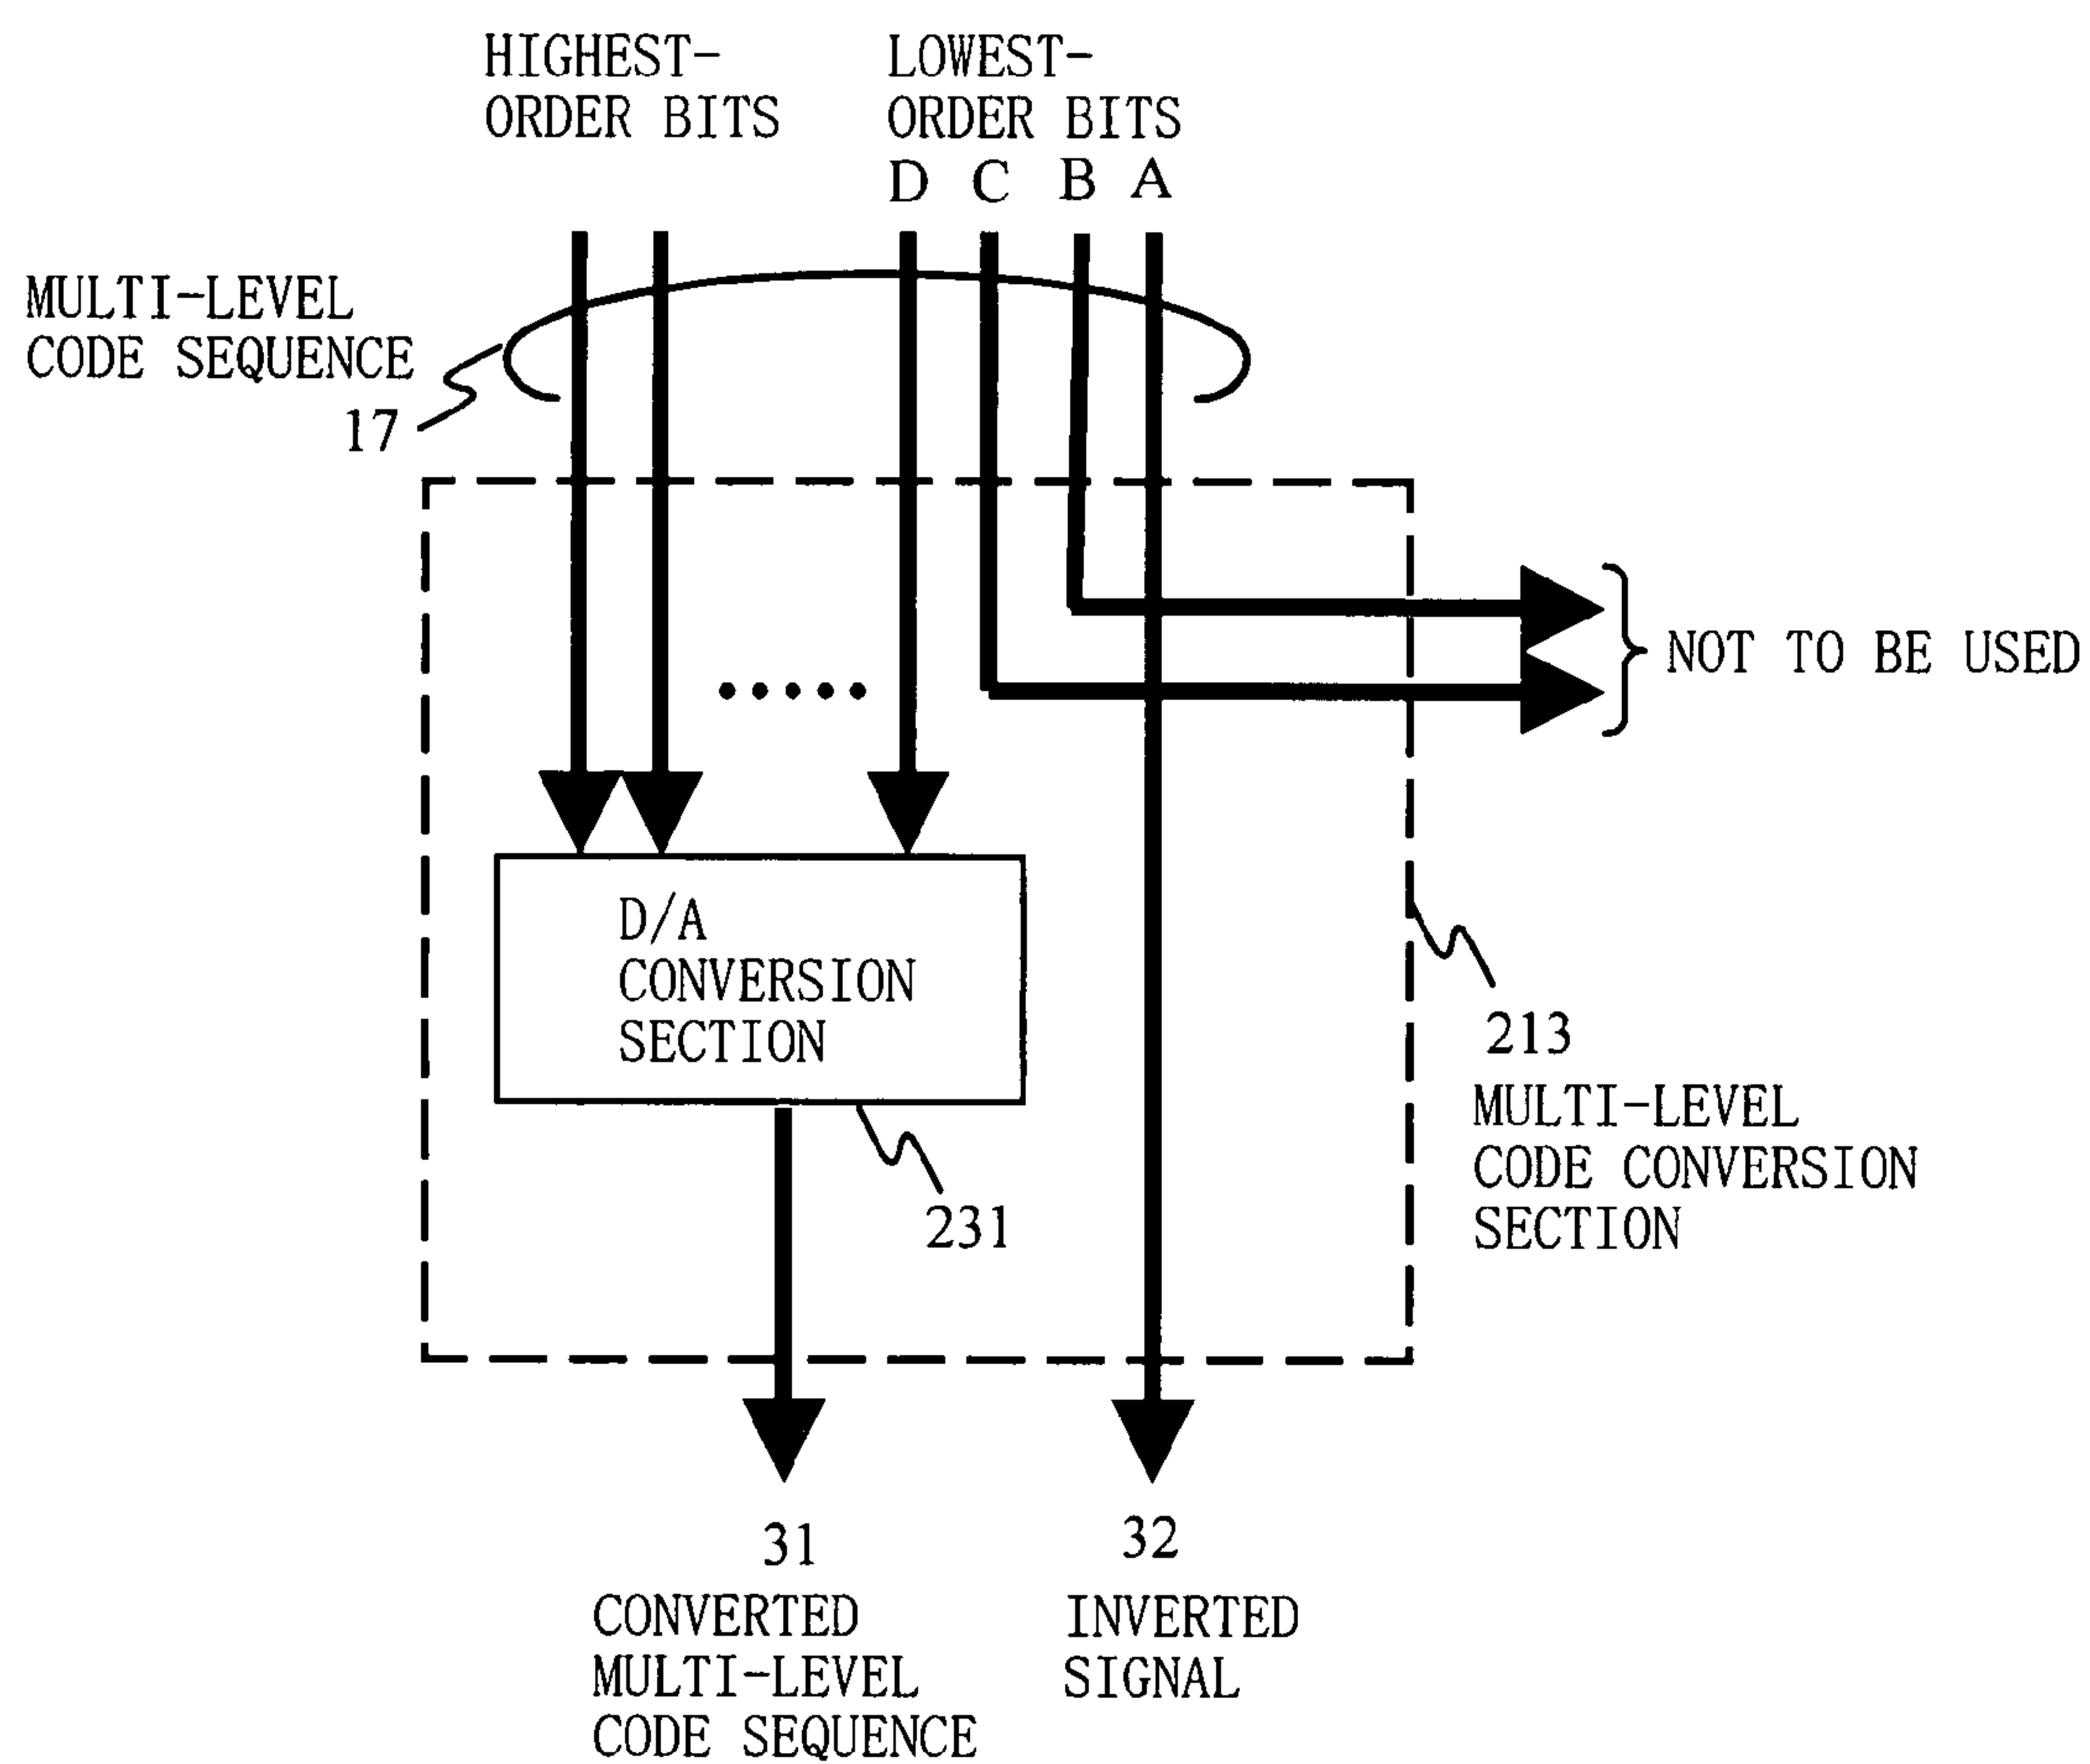 HIGHEST-
ORDER BITS
LOWEST-
ORDER BITS
D C B A
MULTI-LEVEL
CODE SEQUENCE
17
NOT TO BE USED
D/A
CONVERSION
SECTION
231
213
MULTI-LEVEL
CODE CONVERSION
SECTION
31
CONVERTED
MULTI-LEVEL
CODE SEQUENCE
32
INVERTED
SIGNAL